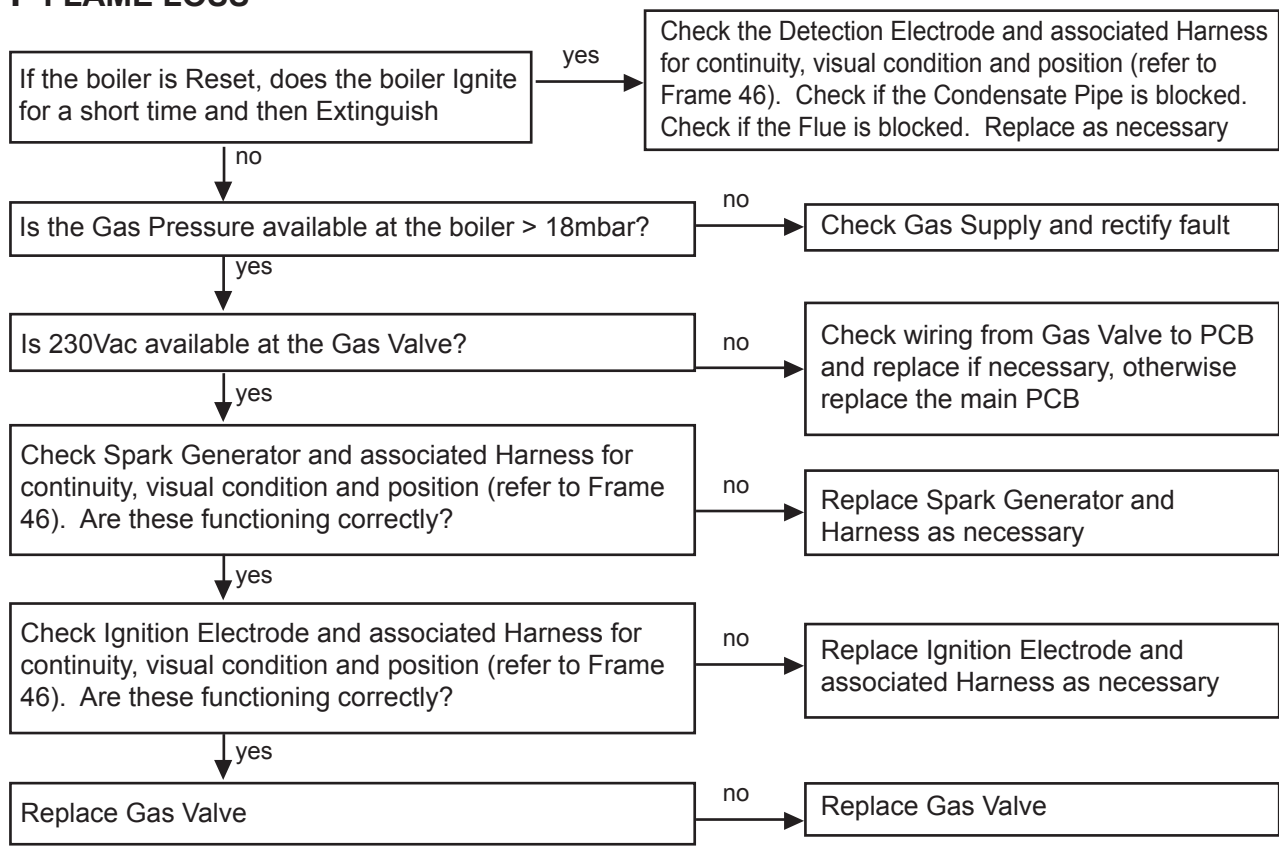 FLAME LOSS
If the boiler is Reset, does the boiler Ignite
for a short time and then Extinguish
yes
Check the Detection Electrode and associated Harness
for continuity, visual condition and position (refer to
Frame 46). Check if the Condensate Pipe is blocked.
Check if the Flue is blocked. Replace as necessary
no
Is the Gas Pressure available at the boiler > 18mbar?
no
Check Gas Supply and rectify fault
yes
Is 230Vac available at the Gas Valve?
no
Check wiring from Gas Valve to PCB
and replace if necessary, otherwise
replace the main PCB
yes
Check Spark Generator and associated Harness for
continuity, visual condition and position (refer to Frame
46). Are these functioning correctly?
no
Replace Spark Generator and
Harness as necessary
yes
Check Ignition Electrode and associated Harness for
continuity, visual condition and position (refer to Frame
46). Are these functioning correctly?
no
Replace Ignition Electrode and
associated Harness as necessary
yes
Replace Gas Valve
no
Replace Gas Valve